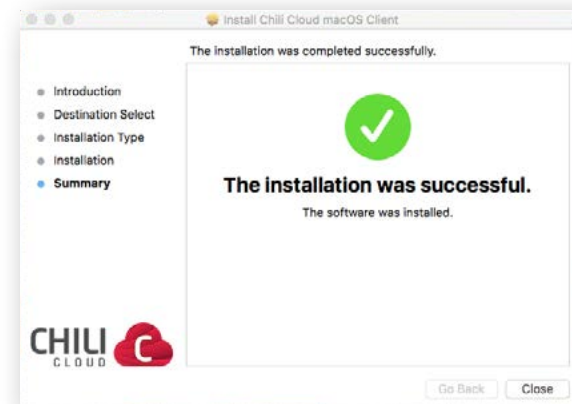 Install Chili Cloud macOS Client
The installation was completed successfully.
Introduction
Destination Select
Installation Type
Installation
Summary
The installation was successful.
The software was installed.
CHILI
CLOUD
C
Go Back
Close